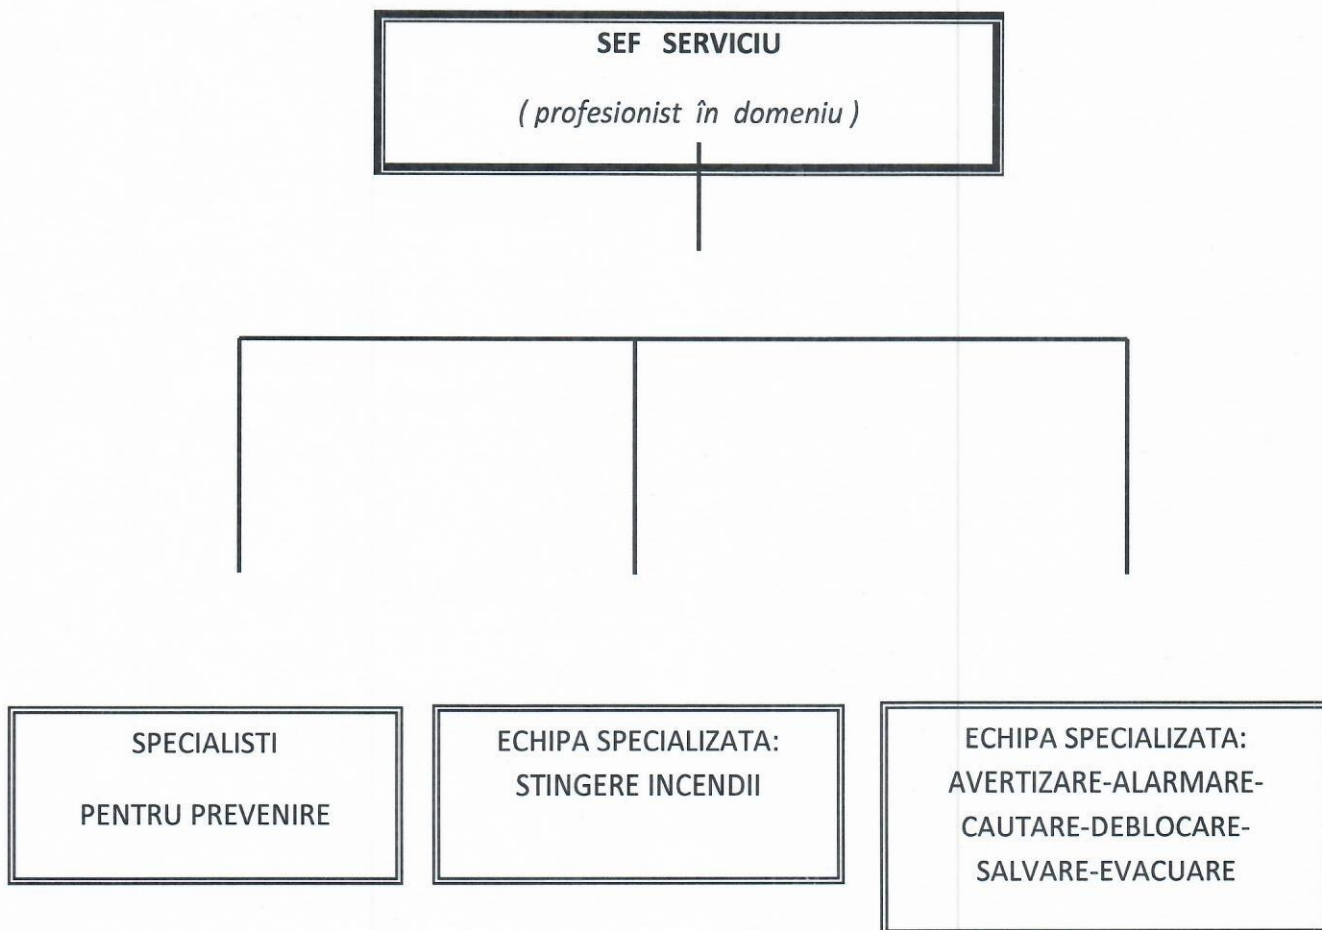 SEF SERVICIU
( profesionist în domeniu )
SPECIALISTI
PENTRU PREVENIRE
ECHIPA SPECIALIZATA:
STINGERE INCENDII
ECHIPA SPECIALIZATA:
AVERTIZARE-ALARMARE-
CAUTARE-DEBLOCARE-
SALVARE-EVACUARE